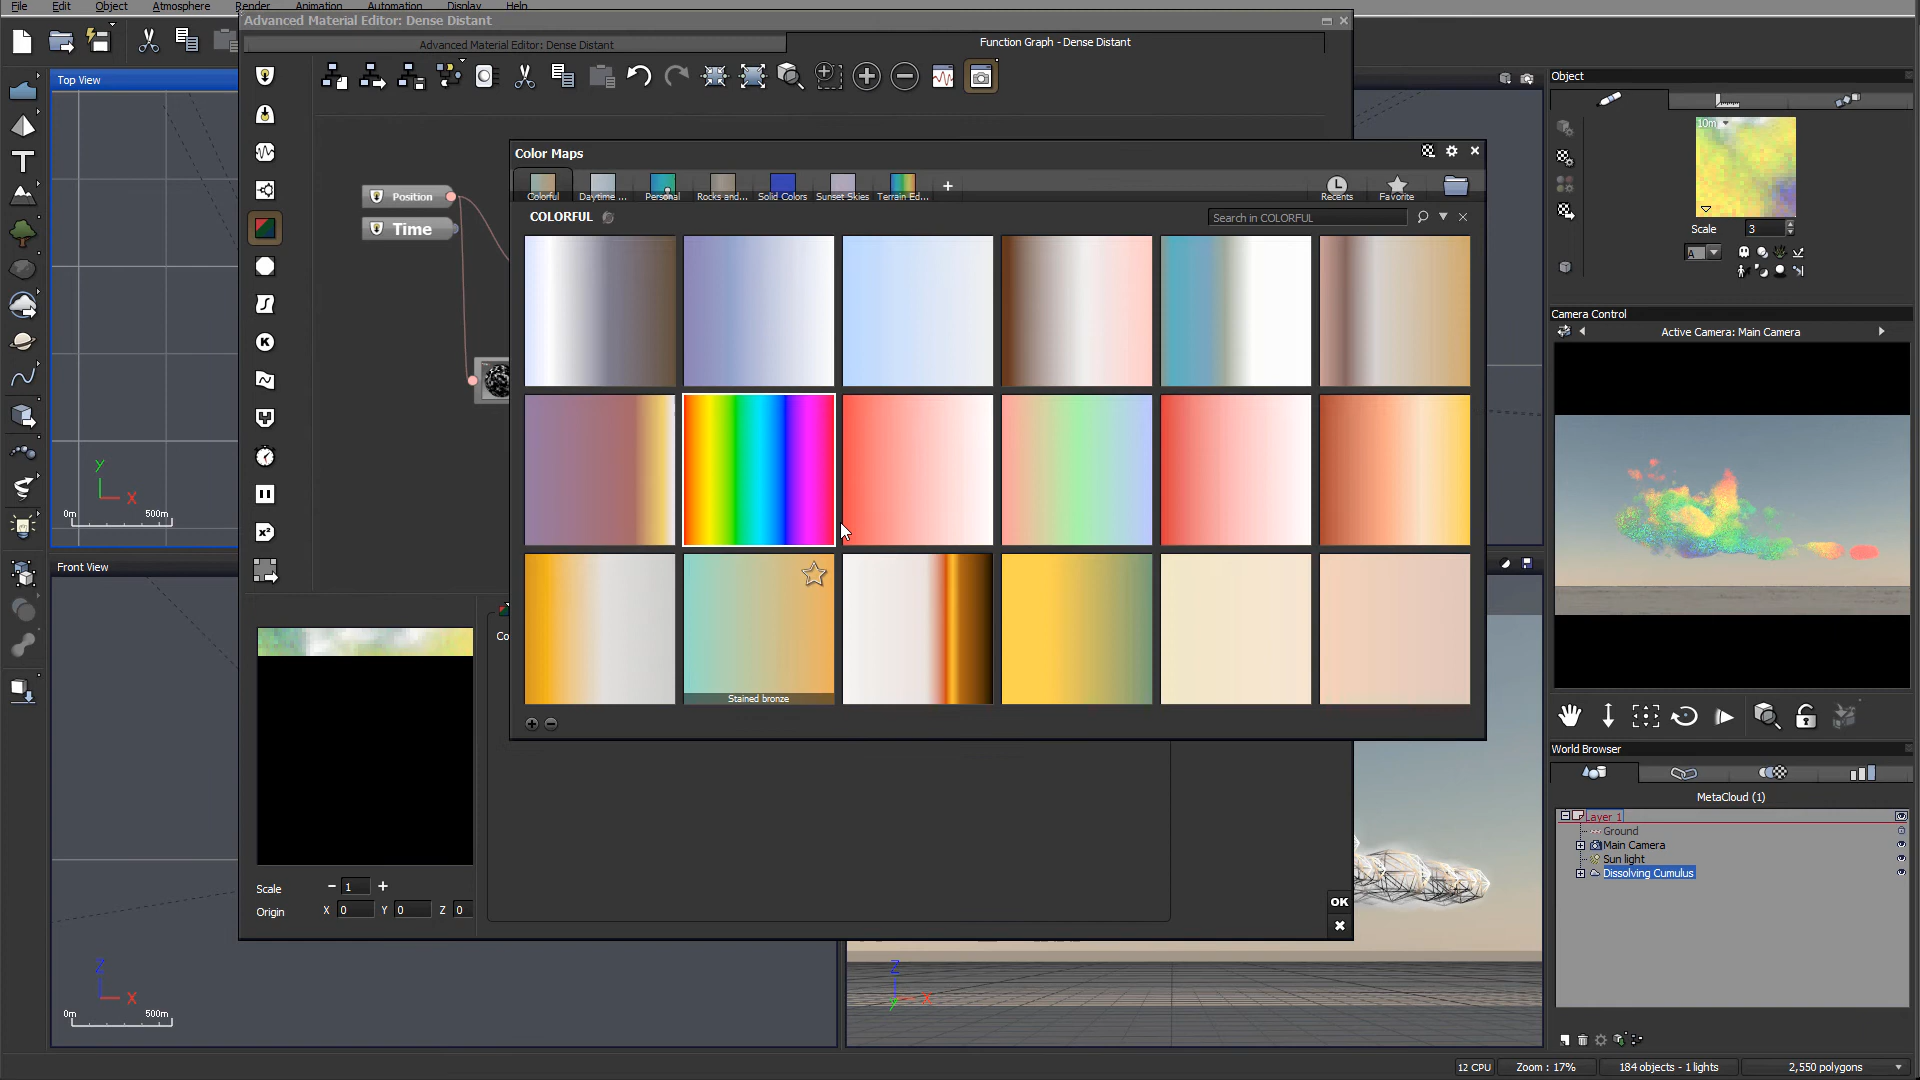 File Edit Object Atmosphere Render Animation Automation Display Help
Advanced Material Editor: Dense Distant
Advanced Material Editor: Dense Distant
Function Graph - Dense Distant
Top View
Object
10m
Scale 3
A
Color Maps
Colorful Daytime ... Personal Rocks and... Solid Colors Sunset Skies Terrain Ed...
Recents Favorite
COLORFUL
Search in COLORFUL
Position
Time
Camera Control
Active Camera: Main Camera
Y
X
0m 500m
Front View
Co
Stained bronze
World Browser
MetaCloud (1)
Layer 1
Ground
Main Camera
Sun light
Dissolving Cumulus
Scale 1
Origin X 0 Y 0 Z 0
OK
Z
X
0m 500m
Z
X
Y
12 CPU Zoom : 17% 184 objects - 1 lights 2,550 polygons